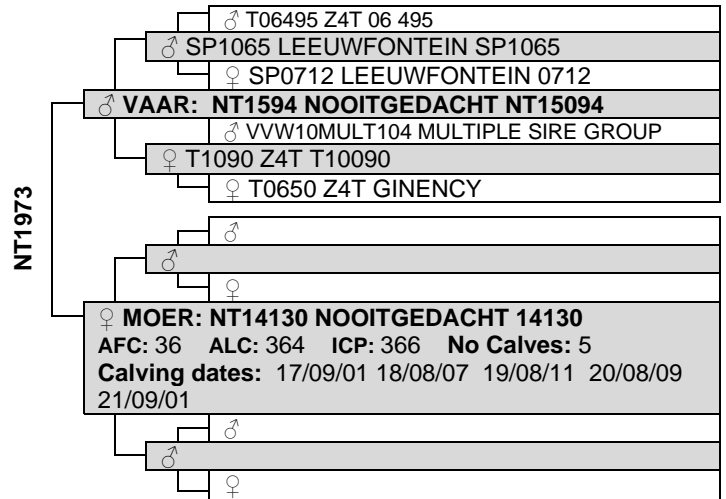 ♂ T06495 Z4T 06 495
♂ SP1065 LEEUWFONTEIN SP1065
♀ SP0712 LEEUWFONTEIN 0712
♂ VAAR: NT1594 NOOITGEDACHT NT15094
♂ VVW10MULT104 MULTIPLE SIRE GROUP
♀ T1090 Z4T T10090
♀ T0650 Z4T GINENCY
NT1973
♂
♂
♀
♀ MOER: NT14130 NOOITGEDACHT 14130
AFC: 36 ALC: 364 ICP: 366 No Calves: 5
Calving dates: 17/09/01 18/08/07 19/08/11 20/08/09
21/09/01
♂
♂
♀